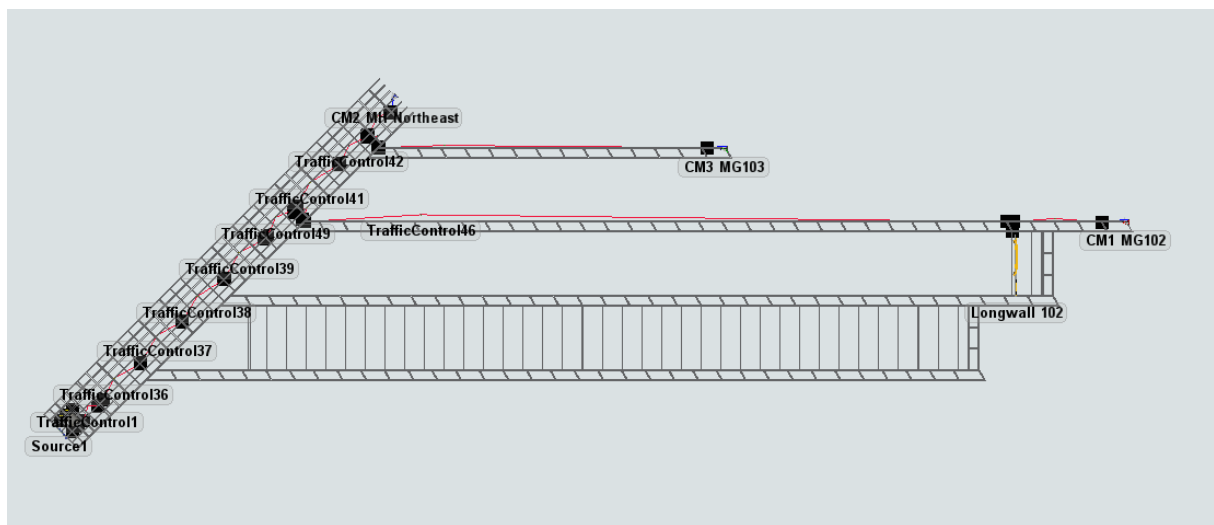 CM2 MH Northeast
TrafficControl42
CM3 MG103
TrafficControl41
TrafficControl49
TrafficControl46
CM1 MG102
TrafficControl39
TrafficControl38
Longwall 102
TrafficControl37
TrafficControl36
TrafficControl1
Source1